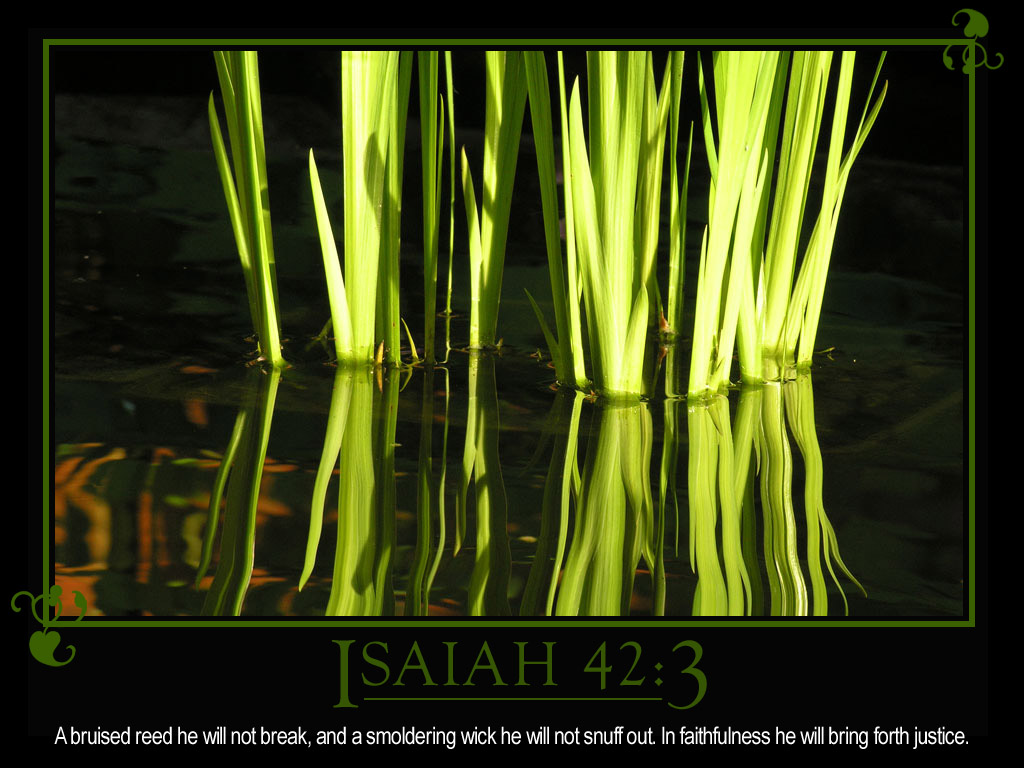 ISAIAH 42:3
A bruised reed he will not break, and a smoldering wick he will not snuff out. In faithfulness he will bring forth justice.